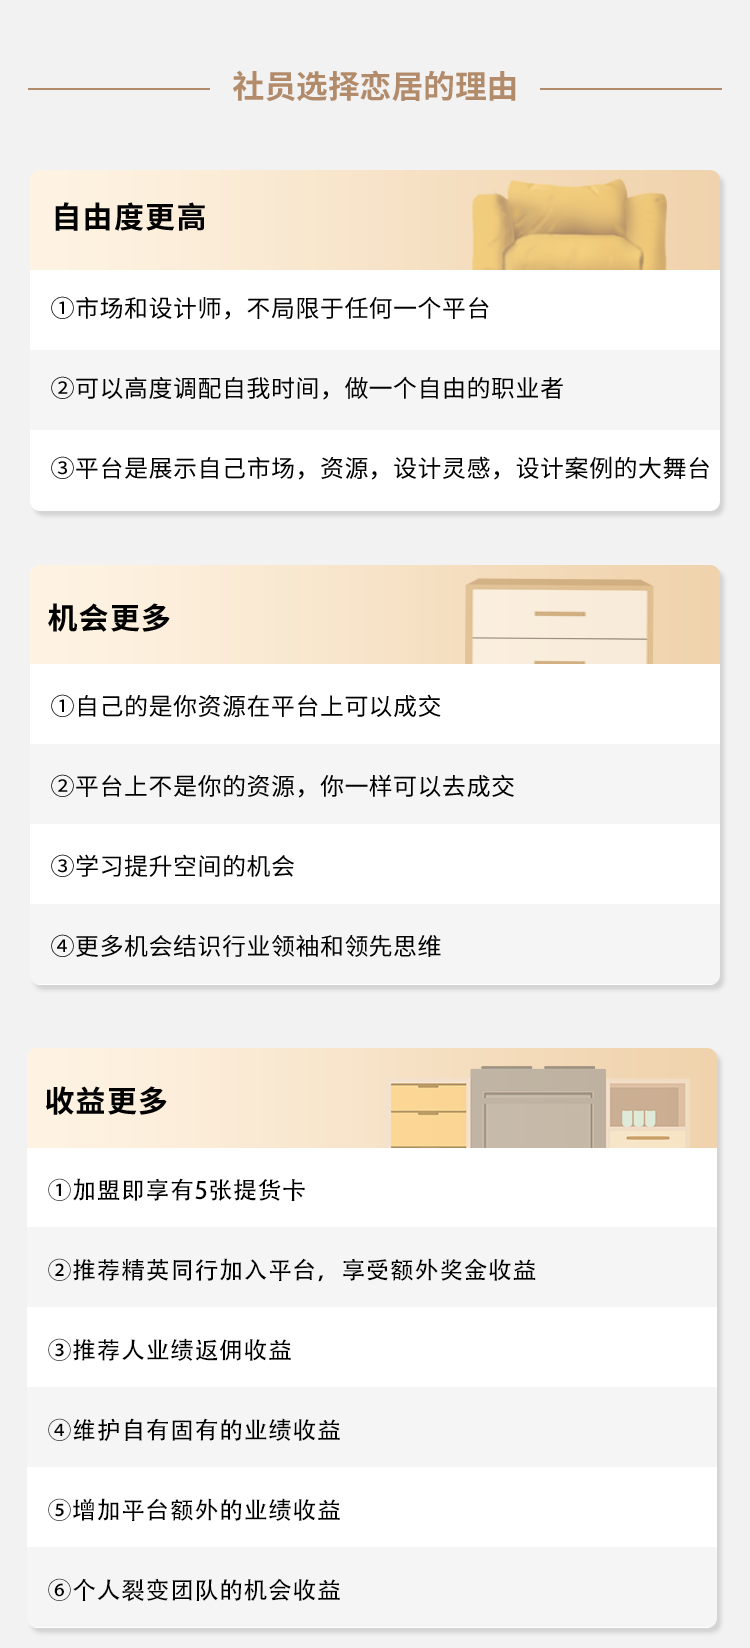 社员选择恋居的理由
自由度更高
①市场和设计师，不局限于任何一个平台
②可以高度调配自我时间，做一个自由的职业者
③平台是展示自己市场，资源，设计灵感，设计案例的大舞台
机会更多
①自己的是你资源在平台上可以成交
②平台上不是你的资源，你一样可以去成交
③学习提升空间的机会
④更多机会结识行业领袖和领先思维
收益更多
①加盟即享有5张提货卡
②推荐精英同行加入平台，享受额外奖金收益
③推荐人业绩返佣收益
④维护自有固有的业绩收益
⑤增加平台额外的业绩收益
⑥个人裂变团队的机会收益